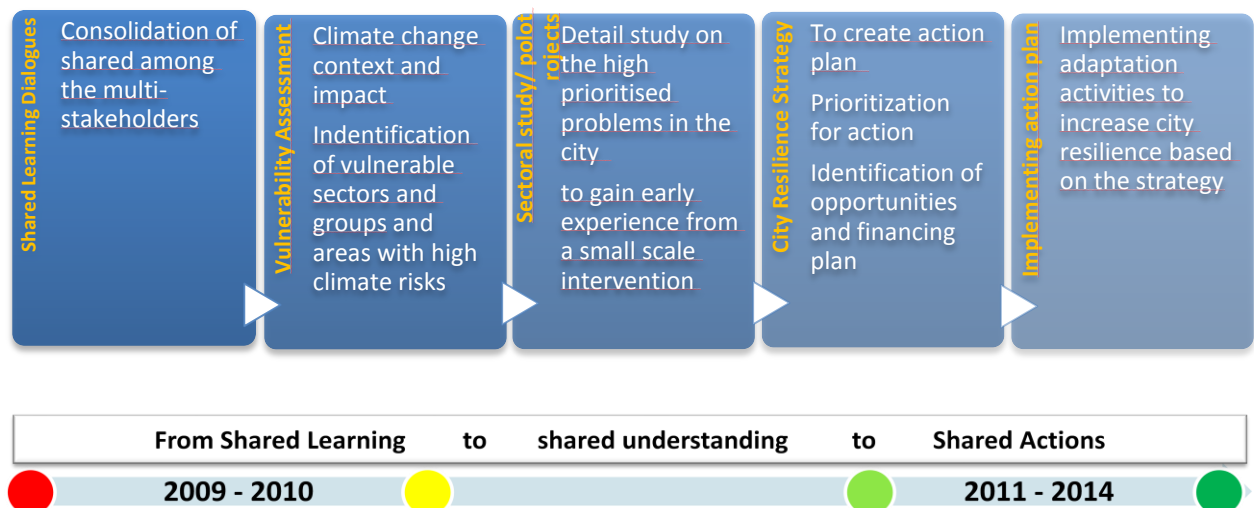 Shared Learning Dialogues
Consolidation of
shared among
the multi-
stakeholders
Vulnerability Assessment
Climate change
context and
impact
Indentification
of vulnerable
sectors and
groups and
areas with high
climate risks
Sectoral study/ polot
rojects
Detail study on
the high
prioritised
problems in the
city
to gain early
experience from
a small scale
intervention
City Resilience Strategy
To create action
plan
Prioritization
for action
Identification of
opportunities
and financing
plan
Implementing action plan
Implementing
adaptation
activities to
increase city
resilience based
on the strategy
From Shared Learning to shared understanding to Shared Actions
2009 - 2010 2011 - 2014